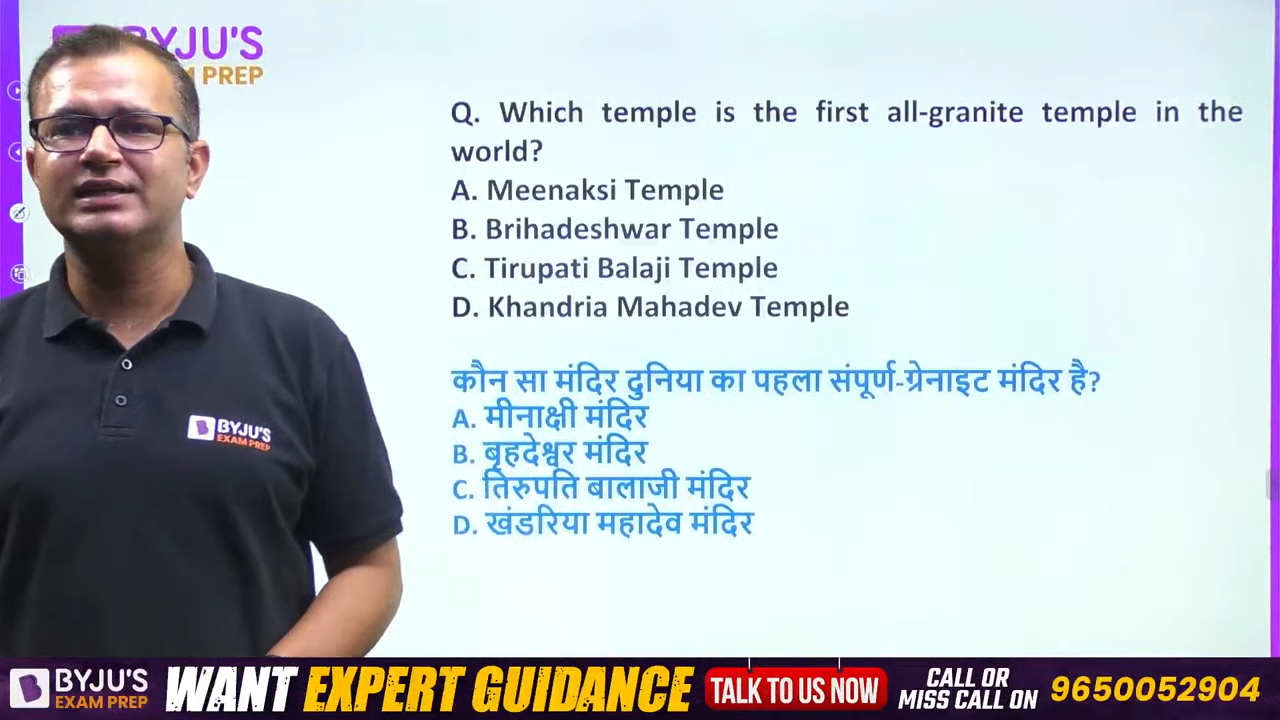 BYJU'S
EXAM PREP
Q. Which temple is the first all-granite temple in the
world?
A. Meenaksi Temple
B. Brihadeshwar Temple
C. Tirupati Balaji Temple
D. Khandria Mahadev Temple
कौन सा मंदिर दुनिया का पहला संपूर्ण-ग्रेनाइट मंदिर है?
A. मीनाक्षी मंदिर
B. बृहदेश्वर मंदिर
C. तिरुपति बालाजी मंदिर
D. खंडरिया महादेव मंदिर
BYJU'S
EXAM PREP
BYJU'S
EXAM PREP
WANT EXPERT GUIDANCE
TALK TO US NOW
CALL OR
MISS CALL ON
9650052904